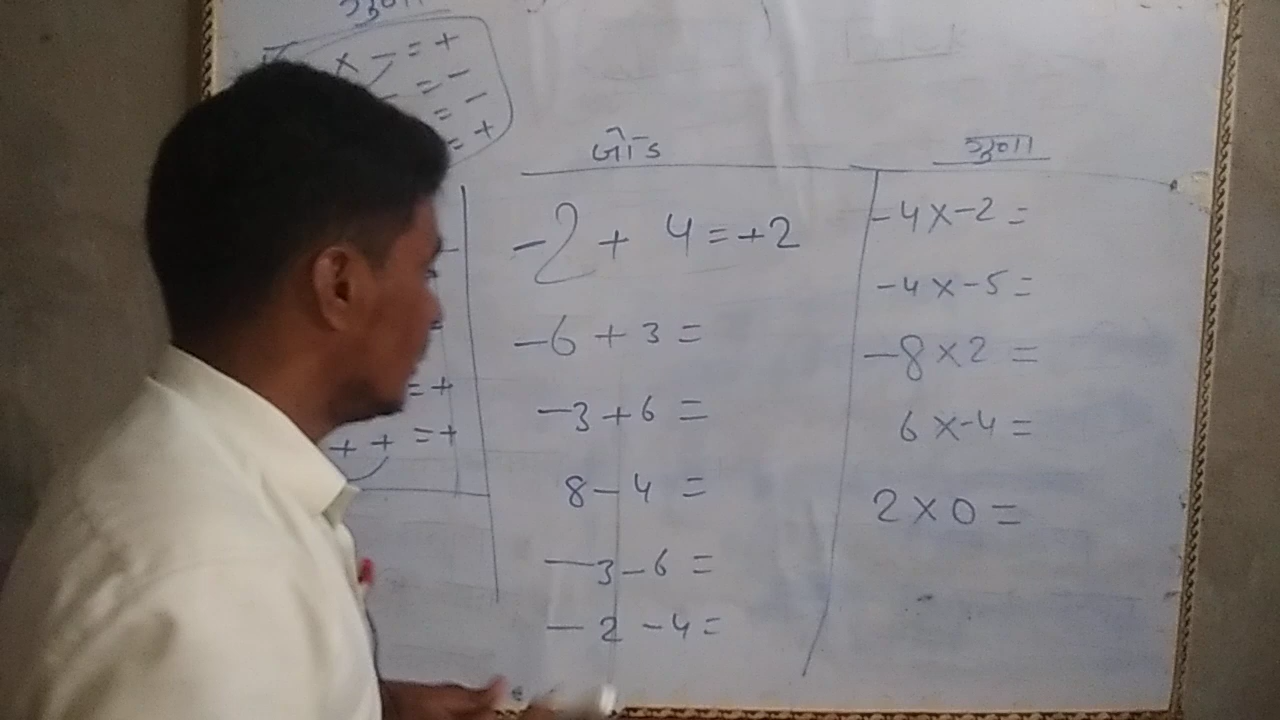 गुणा
× - = +
= -
= -
= +
= +
+ + = +
जोड
-2 + 4 = +2
-6 + 3 =
-3 + 6 =
8 - 4 =
-3 - 6 =
-2 - 4 =
गुणा
-4 × -2 =
-4 × -5 =
-8 × 2 =
6 × -4 =
2 × 0 =